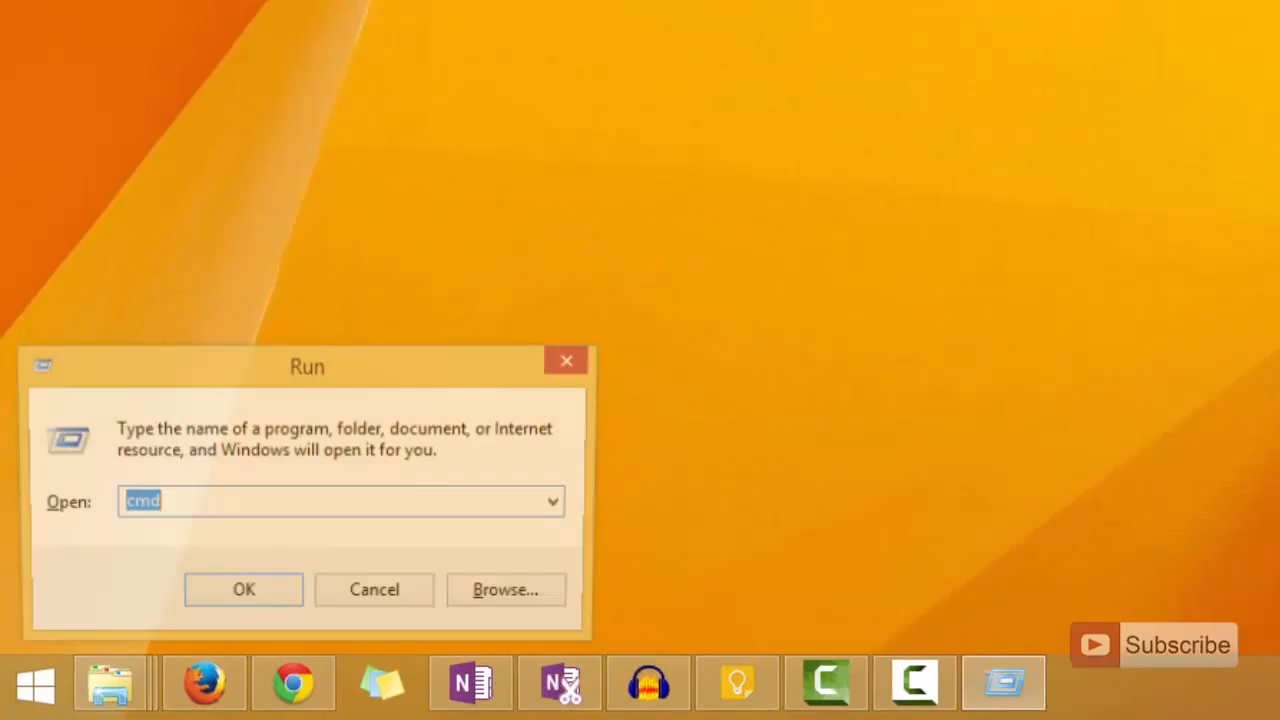 Run
Type the name of a program, folder, document, or Internet
resource, and Windows will open it for you.
Open: cmd
OK Cancel Browse...
Subscribe
N N
C C